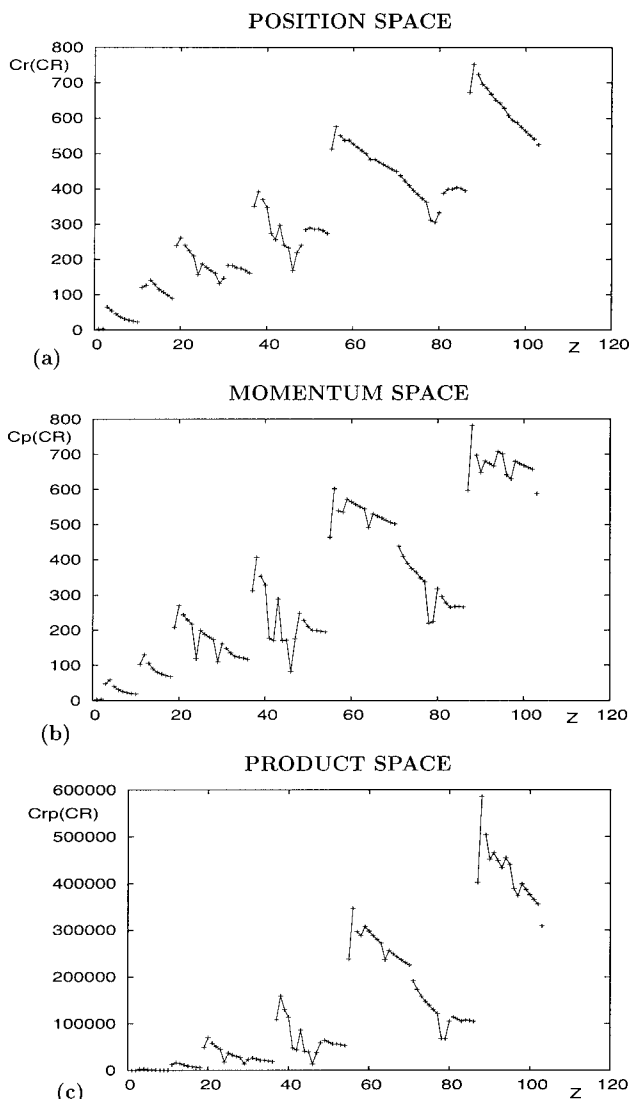 POSITION SPACE
800
Cr(CR)
700
600
500
400
300
200
100
0
0 20 40 60 80 100 Z 120
(a)
MOMENTUM SPACE
800
Cp(CR)
700
600
500
400
300
200
100
0
0 20 40 60 80 100 Z 120
(b)
PRODUCT SPACE
600000
Crp(CR)
500000
400000
300000
200000
100000
0
0 20 40 60 80 100 Z 120
(c)